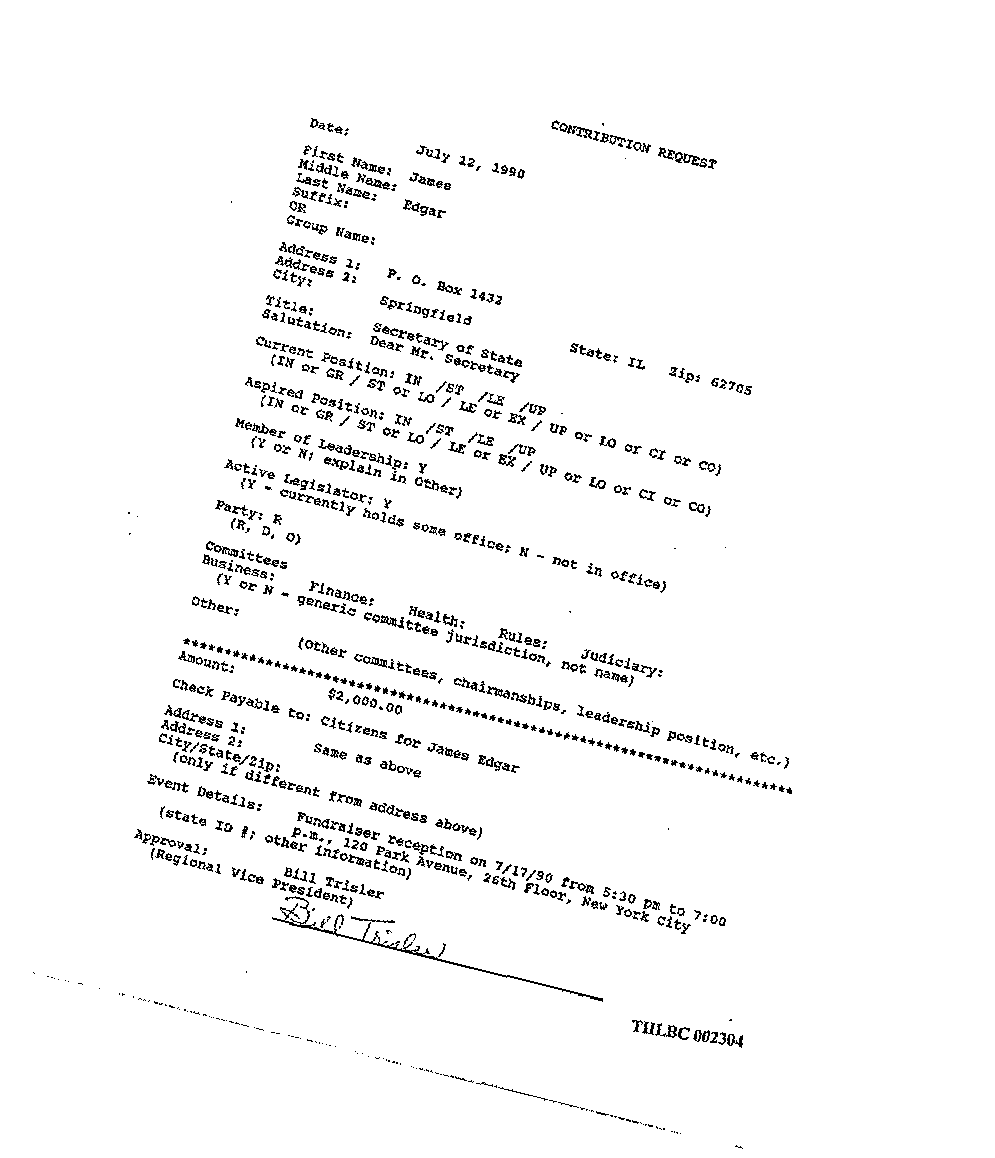 CONTRIBUTION REQUEST
Date: July 12, 1990
First Name: James
Middle Name:
Last Name: Edgar
Suffix:
OR
Group Name:
Address 1: P. O. Box 1432
Address 2:
City: Springfield State: IL Zip: 62705
Title: Secretary of State
Salutation: Dear Mr. Secretary
Current Position: IN /ST /LE /UP
(IN or GR / ST or LO / LE or EX / UP or LO or CI or CO)
Aspired Position: IN /ST /LE /UP
(IN or GR / ST or LO / LE or EX / UP or LO or CI or CO)
Member of Leadership: Y
(Y or N; explain in Other)
Active Legislator: Y
(Y - currently holds some office; N - not in office)
Party: R
(R, D, O)
Committees
Business: Finance: Health: Rules: Judiciary:
(Y or N - generic committee jurisdiction, not name)
Other:
(Other committees, chairmanships, leadership position, etc.)
********************************************************************************
Amount: $2,000.00
Check Payable to: Citizens for James Edgar
Address 1: Same as above
Address 2:
City/State/Zip:
(only if different from address above)
Event Details: Fundraiser reception on 7/17/90 from 5:30 pm to 7:00
p.m., 120 Park Avenue, 26th Floor, New York City
(state ID #; other information)
Approval: Bill Trisler
(Regional Vice President)
Bill Trisler
TIILBC 002304